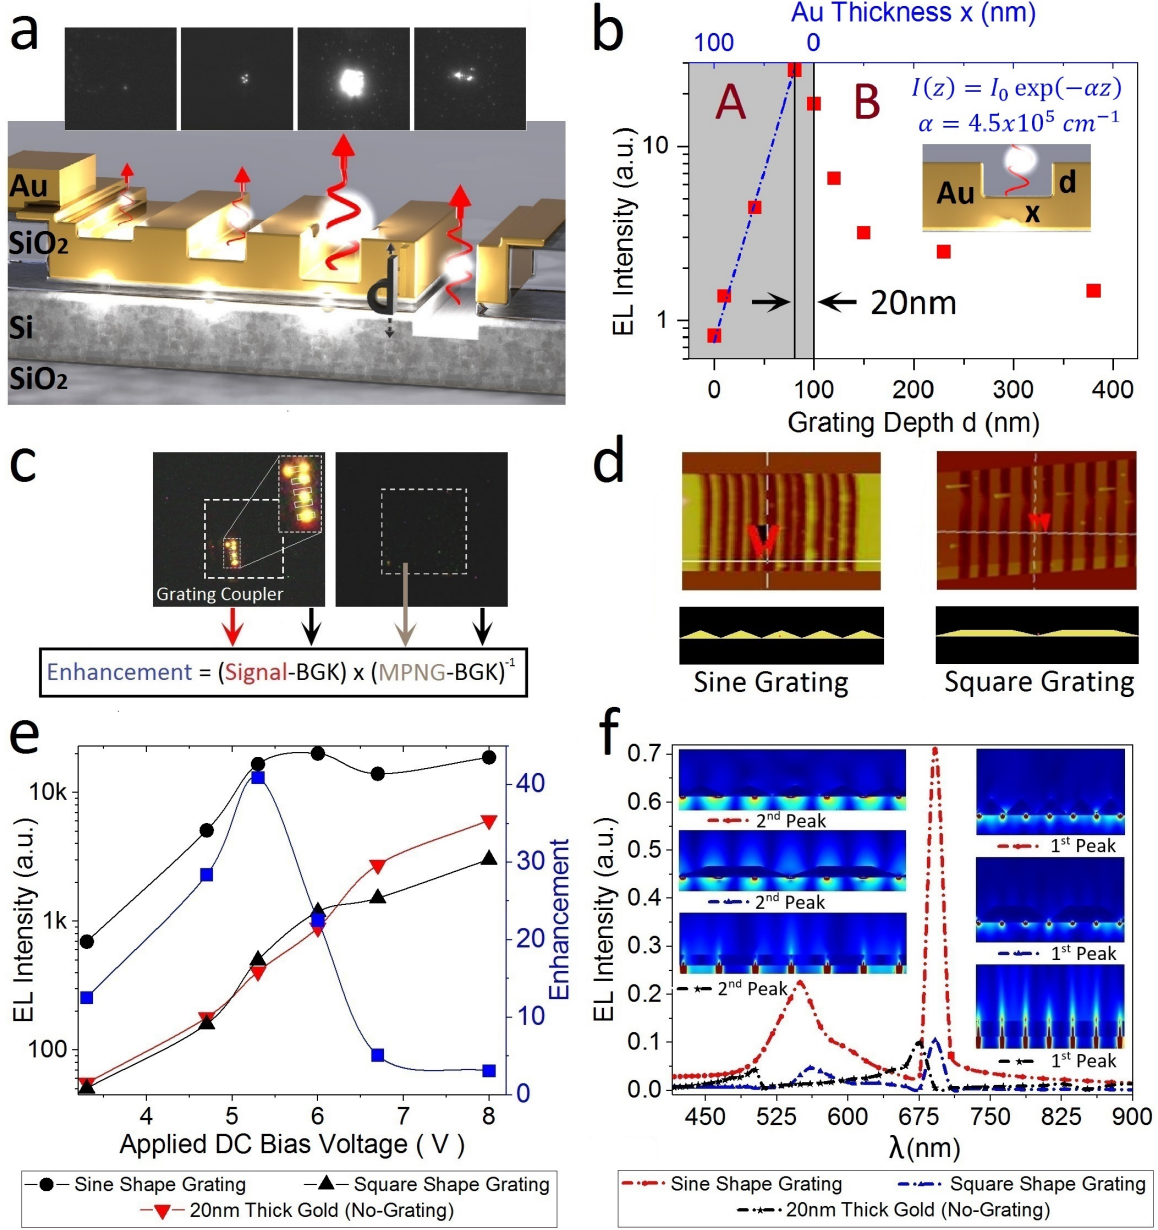 a
Au
SiO2
Si
SiO2
d
b
Au Thickness x (nm)
100 0
A B
I(z) = I0 exp(−αz)
α = 4.5x10^5 cm^−1
Au
d
x
20nm
EL Intensity (a.u.)
10
1
0 100 200 300 400
Grating Depth d (nm)
c
Grating Coupler
Enhancement = (Signal-BGK) x (MPNG-BGK)^-1
d
Sine Grating
Square Grating
e
EL Intensity (a.u.)
10k
1k
100
40
30
20
10
0
Enhancement
4 5 6 7 8
Applied DC Bias Voltage ( V )
Sine Shape Grating
Square Shape Grating
20nm Thick Gold (No-Grating)
f
EL Intensity (a.u.)
0.7
0.6
0.5
0.4
0.3
0.2
0.1
0.0
2nd Peak
2nd Peak
2nd Peak
1st Peak
1st Peak
1st Peak
450 525 600 675 750 825 900
λ(nm)
Sine Shape Grating
Square Shape Grating
20nm Thick Gold (No-Grating)